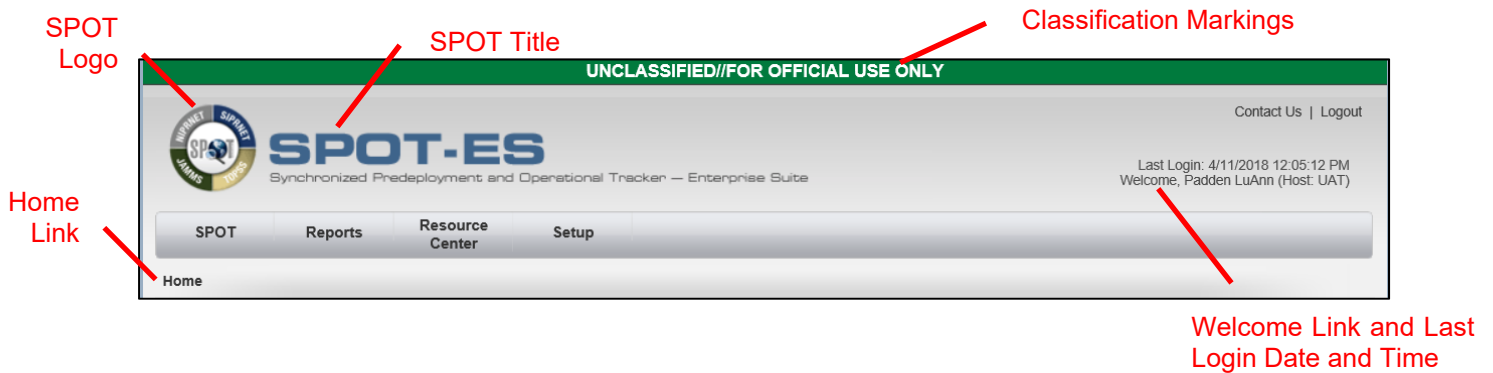 SPOT
Logo
SPOT Title
Classification Markings
UNCLASSIFIED//FOR OFFICIAL USE ONLY
NIPRNET SIPRNET
SPOT
JAMMS TOPSS
Contact Us | Logout
SPOT-ES
Synchronized Predeployment and Operational Tracker — Enterprise Suite
Last Login: 4/11/2018 12:05:12 PM
Welcome, Padden LuAnn (Host: UAT)
Home
Link
SPOT
Reports
Resource
Center
Setup
Home
Welcome Link and Last
Login Date and Time